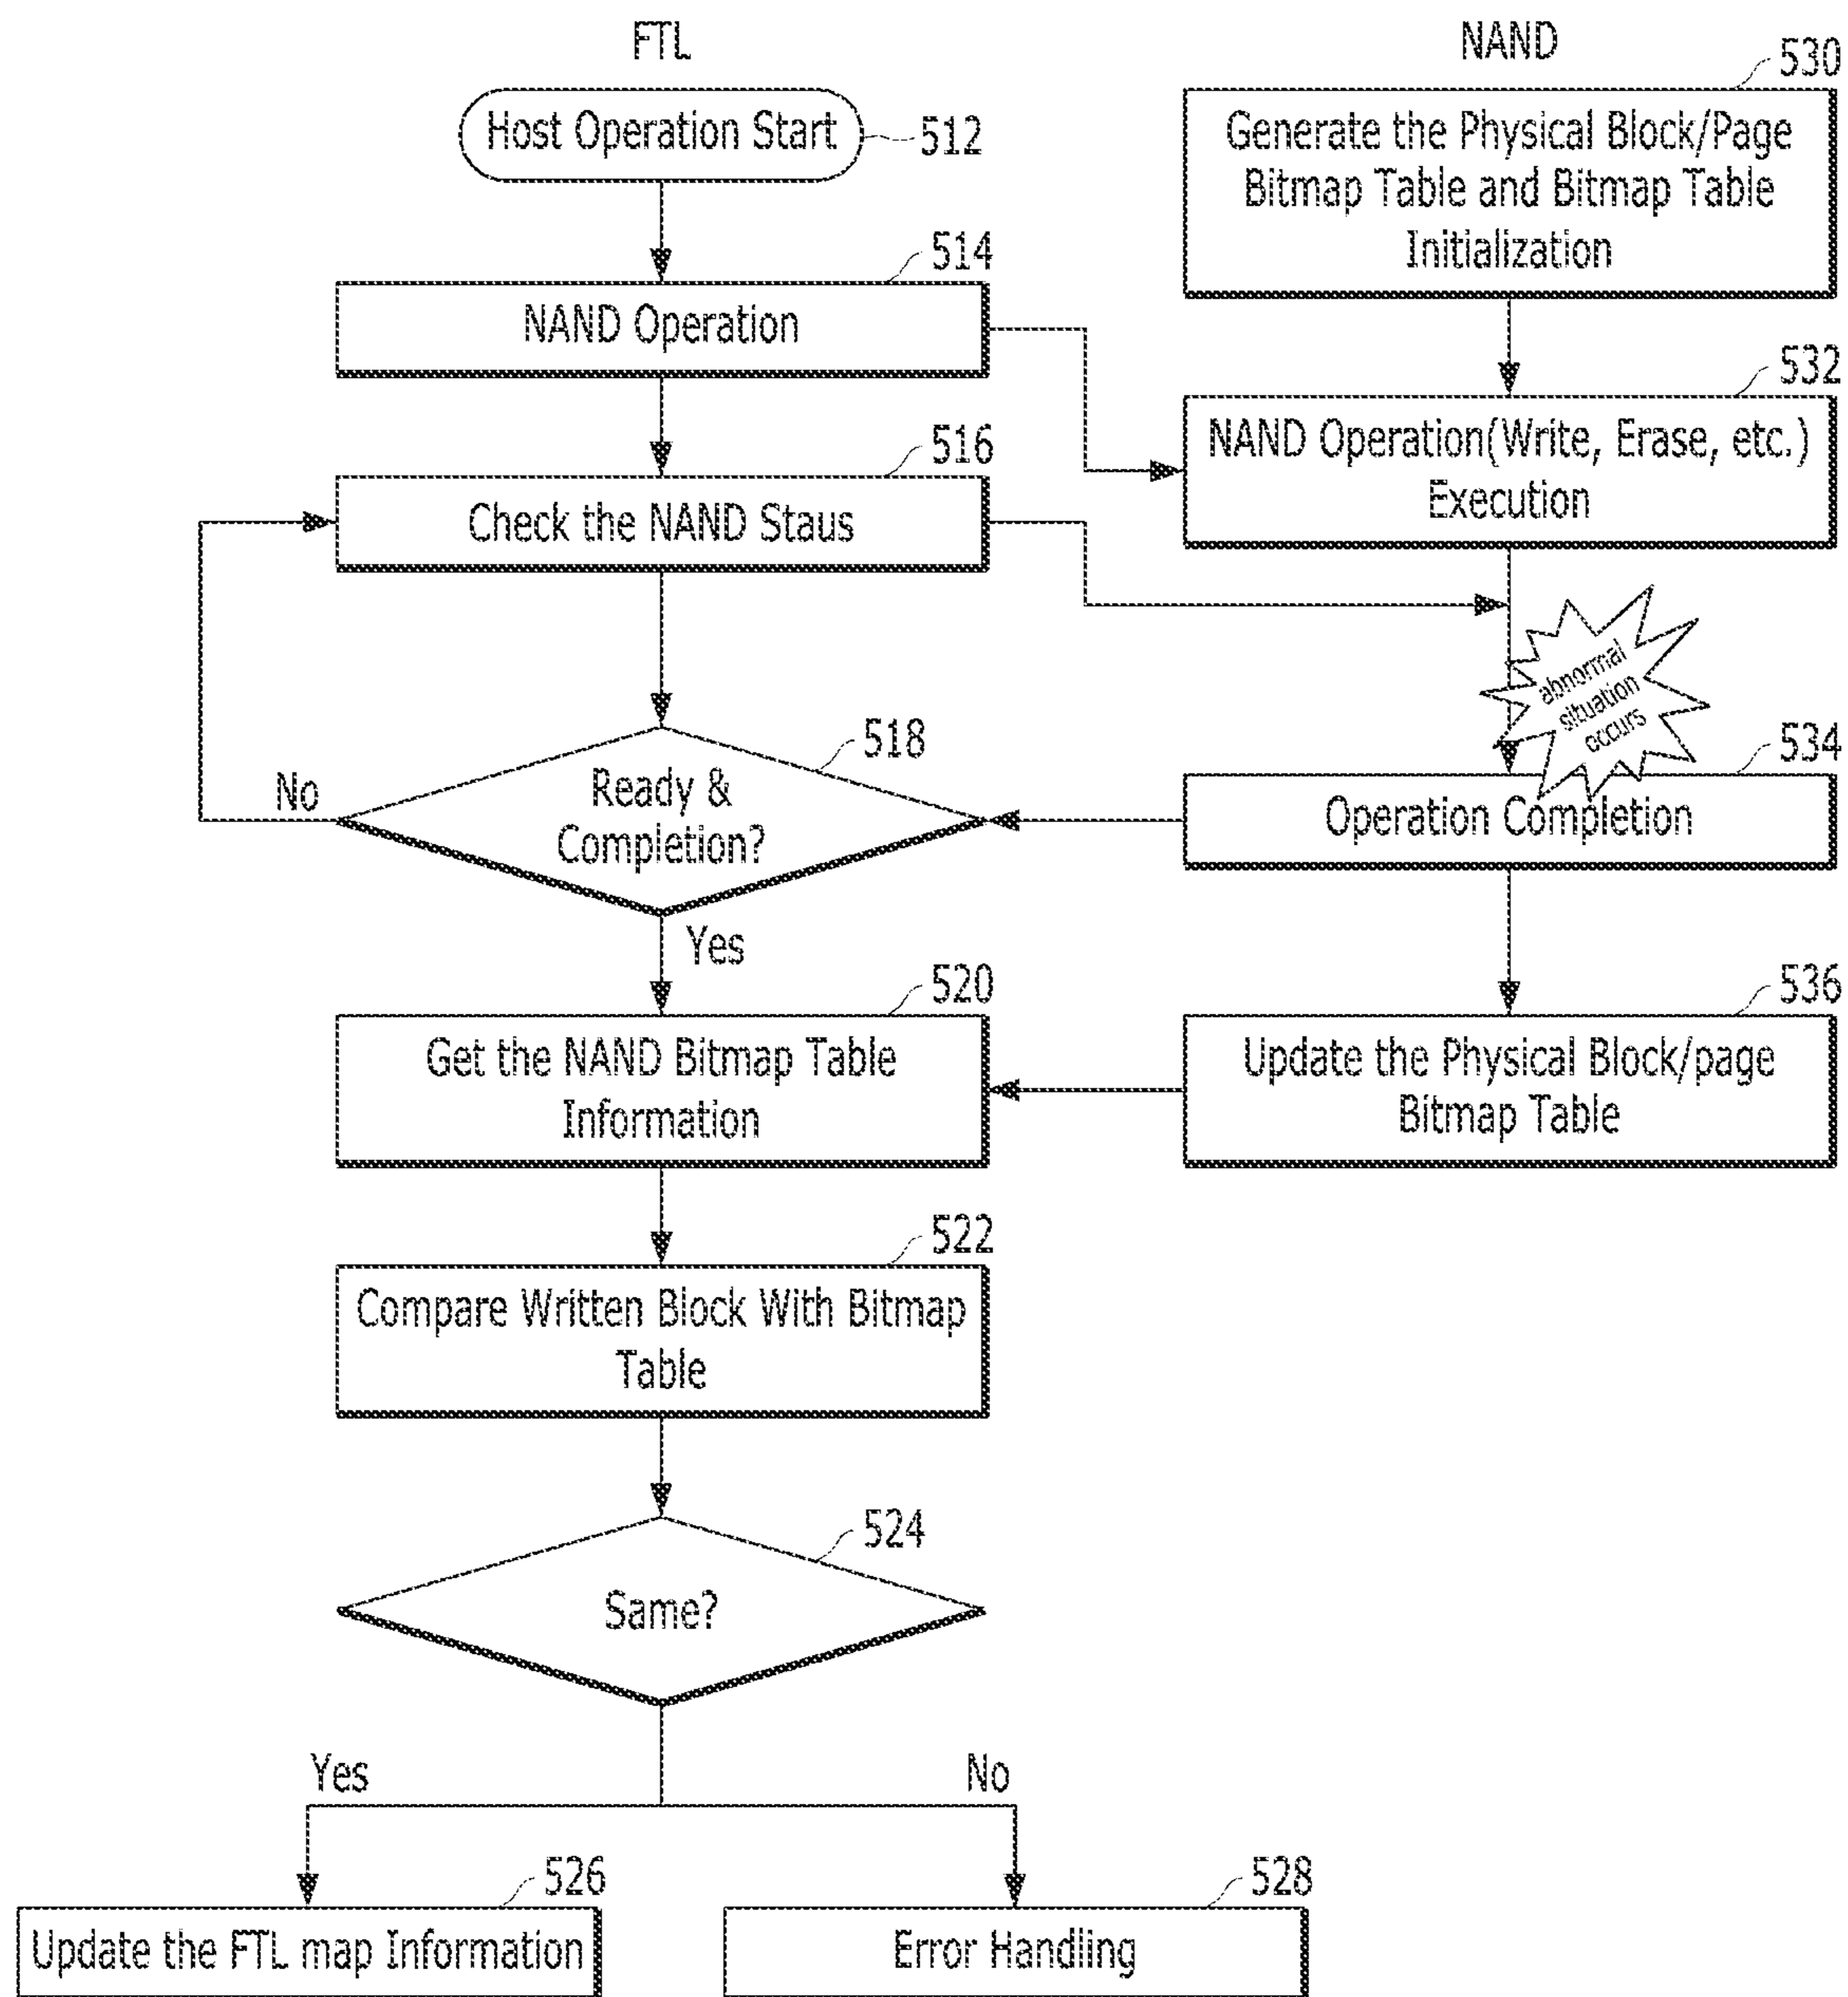 FTL
NAND
Host Operation Start
512
530
Generate the Physical Block/Page
Bitmap Table and Bitmap Table
Initialization
514
NAND Operation
532
NAND Operation(Write, Erase, etc.)
Execution
516
Check the NAND Staus
abnormal
situation
occurs
518
Ready &
Completion?
No
Yes
534
Operation Completion
520
Get the NAND Bitmap Table
Information
536
Update the Physical Block/page
Bitmap Table
522
Compare Written Block With Bitmap
Table
524
Same?
Yes
No
526
Update the FTL map Information
528
Error Handling